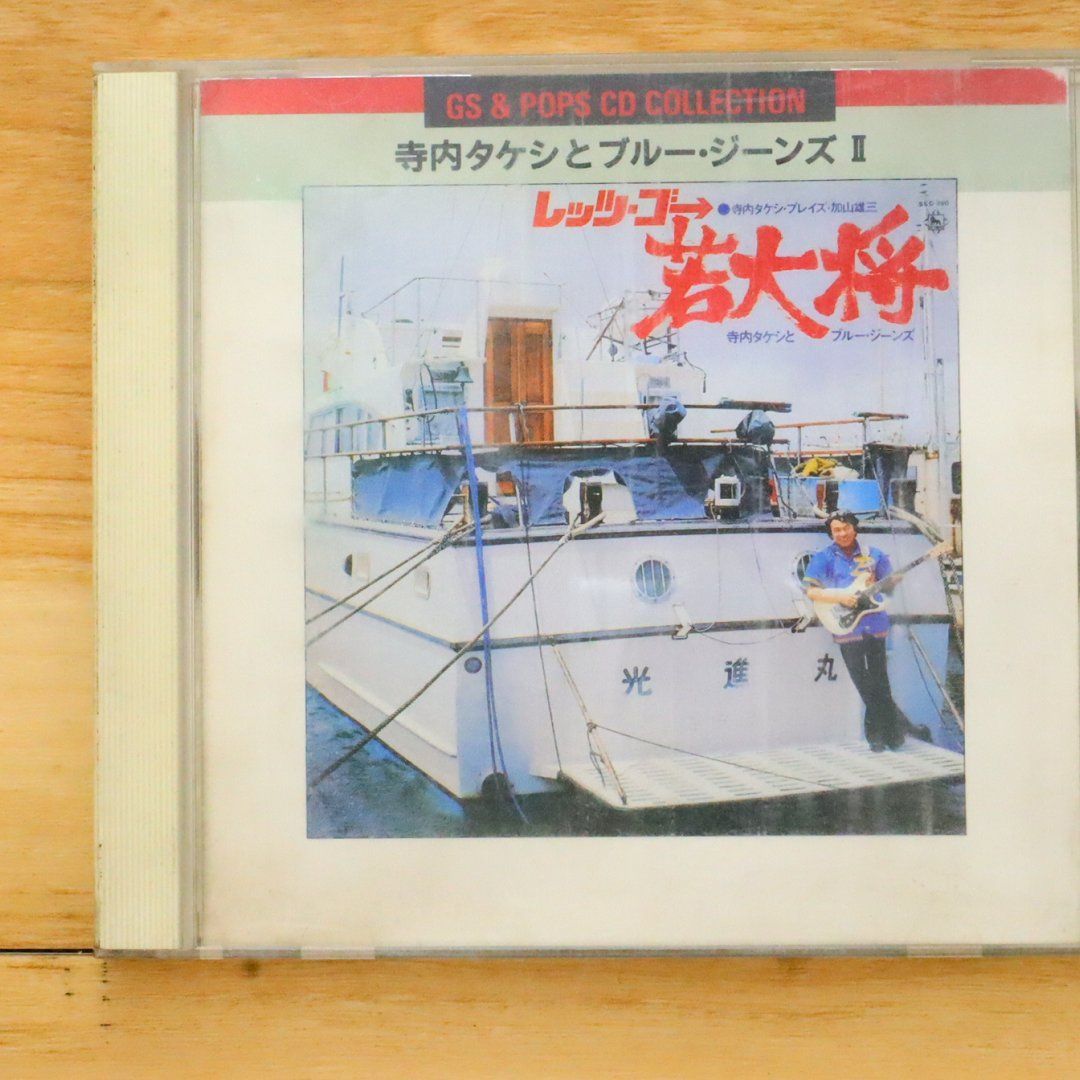 GS & POPS CD COLLECTION
寺内タケシとブルー・ジーンズ Ⅱ
レッツ・ゴー
●寺内タケシ・プレイズ・加山雄三
若大将
寺内タケシと ブルー・ジーンズ
光進丸